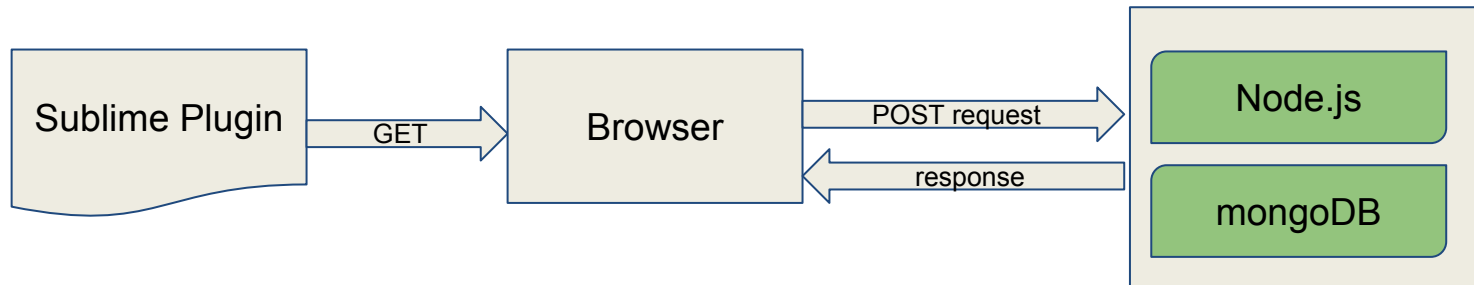 Sublime Plugin
GET
Browser
POST request
response
Node.js
mongoDB